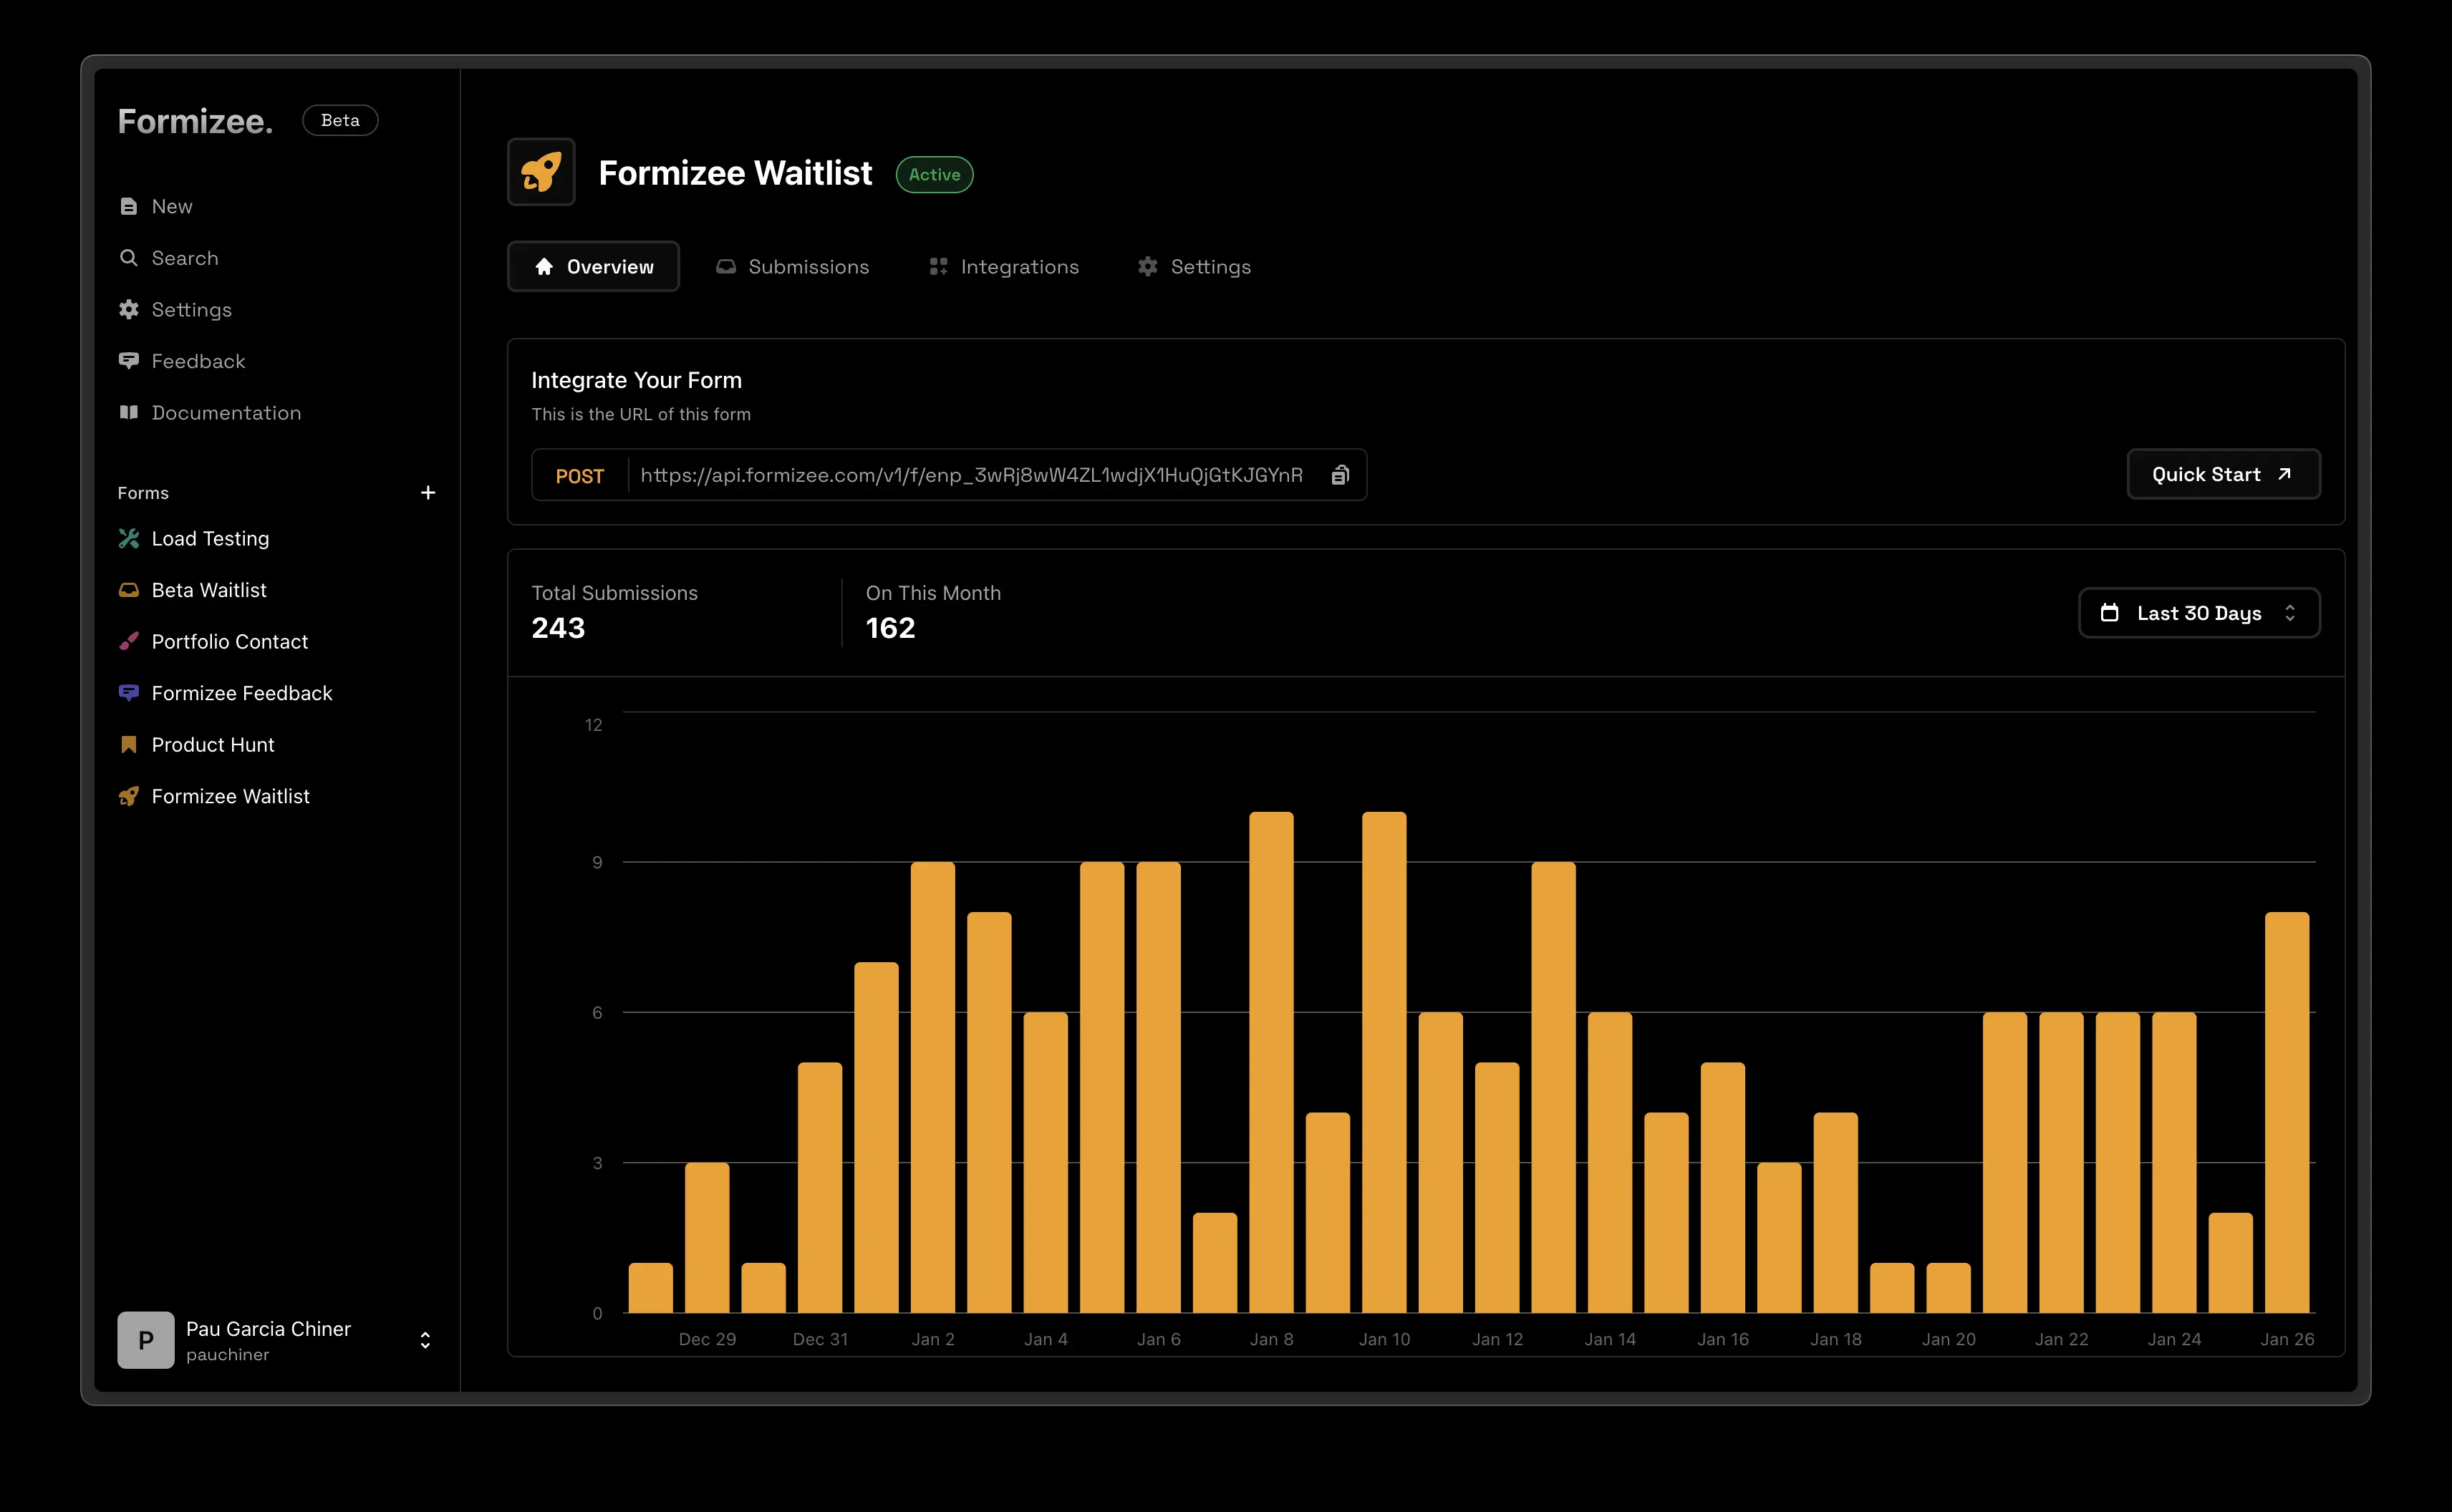 Formizee.
Beta
New
Search
Settings
Feedback
Documentation
Forms
Load Testing
Beta Waitlist
Portfolio Contact
Formizee Feedback
Product Hunt
Formizee Waitlist
P
Pau Garcia Chiner
pauchiner
Formizee Waitlist
Active
Overview
Submissions
Integrations
Settings
Integrate Your Form
This is the URL of this form
POST
https://api.formizee.com/v1/f/enp_3wRj8wW4ZL1wdjX1HuQjGtKJGYnR
Quick Start
Total Submissions
243
On This Month
162
Last 30 Days
12
9
6
3
0
Dec 29
Dec 31
Jan 2
Jan 4
Jan 6
Jan 8
Jan 10
Jan 12
Jan 14
Jan 16
Jan 18
Jan 20
Jan 22
Jan 24
Jan 26